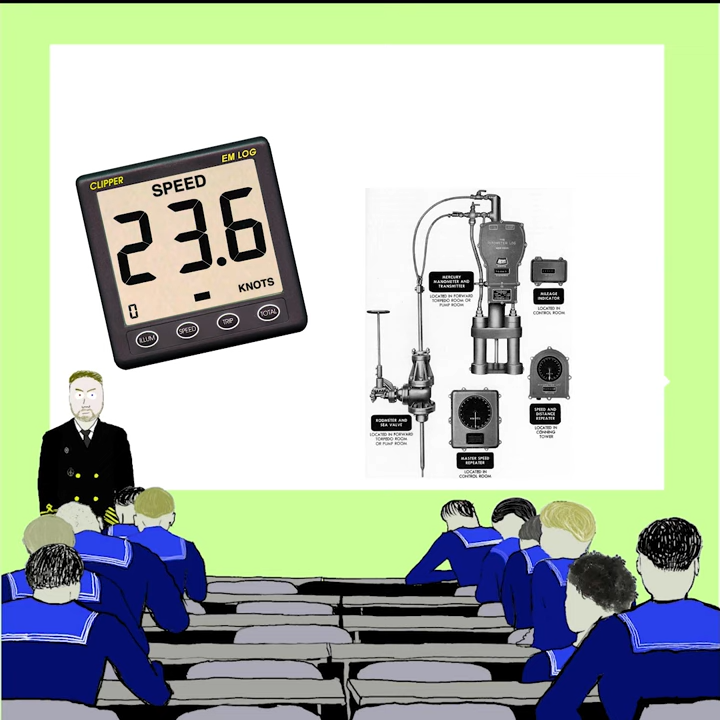 CLIPPER
EM LOG
SPEED
23.6
KNOTS
0
ILLUM
SPEED
TRIP
TOTAL
MERCURY
MANOMETER AND
TRANSMITTER
LOCATED IN FORWARD
TORPEDO ROOM OR
PUMP ROOM
MILEAGE
INDICATOR
LOCATED IN
CONTROL ROOM
RODMETER AND
SEA VALVE
LOCATED IN FORWARD
TORPEDO ROOM
OR PUMP ROOM
MASTER SPEED
REPEATER
LOCATED IN
CONTROL ROOM
SPEED AND
DISTANCE
REPEATER
LOCATED IN
CONNING
TOWER